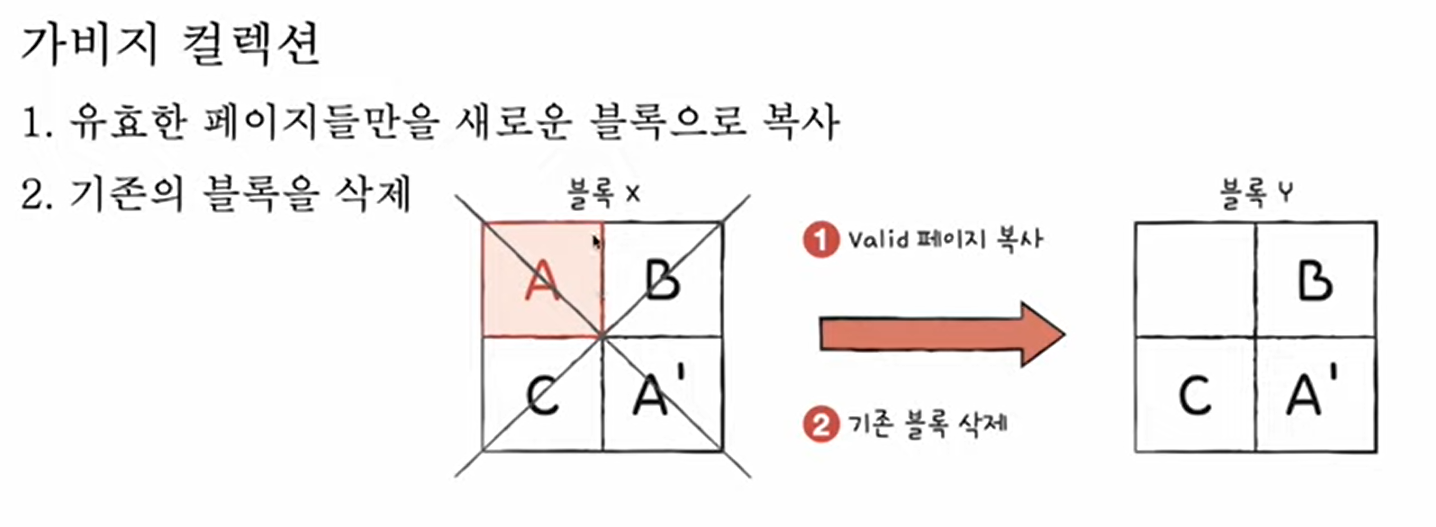 가비지 컬렉션
1. 유효한 페이지들만을 새로운 블록으로 복사
2. 기존의 블록을 삭제
블록 X
A B
C A'
1 Valid 페이지 복사
2 기존 블록 삭제
블록 Y
B
C A'